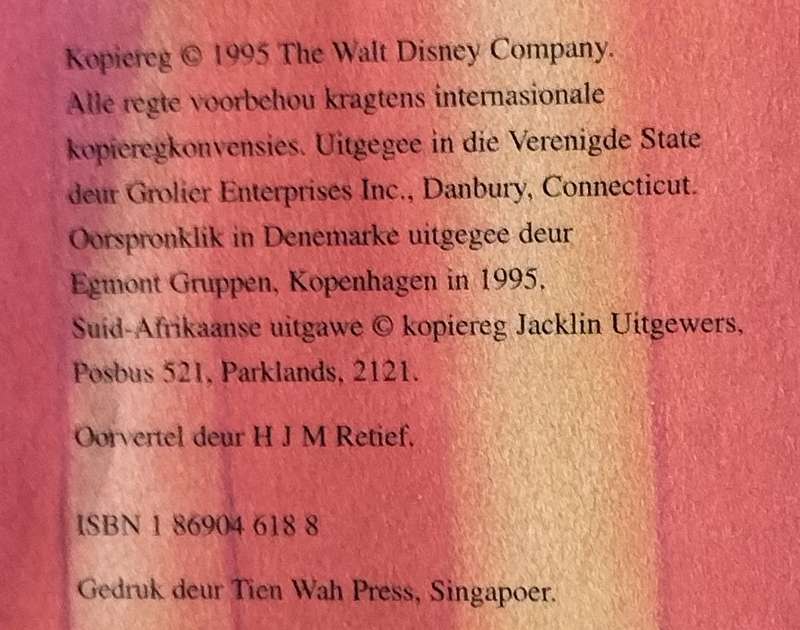 Kopiereg © 1995 The Walt Disney Company.
Alle regte voorbehou kragtens internasionale
kopieregkonvensies. Uitgegee in die Verenigde State
deur Grolier Enterprises Inc., Danbury, Connecticut.
Oorspronklik in Denemarke uitgegee deur
Egmont Gruppen, Kopenhagen in 1995.
Suid-Afrikaanse uitgawe © kopiereg Jacklin Uitgewers,
Posbus 521, Parklands, 2121.
Oorvertel deur H J M Retief.
ISBN 1 86904 618 8
Gedruk deur Tien Wah Press, Singapoer.